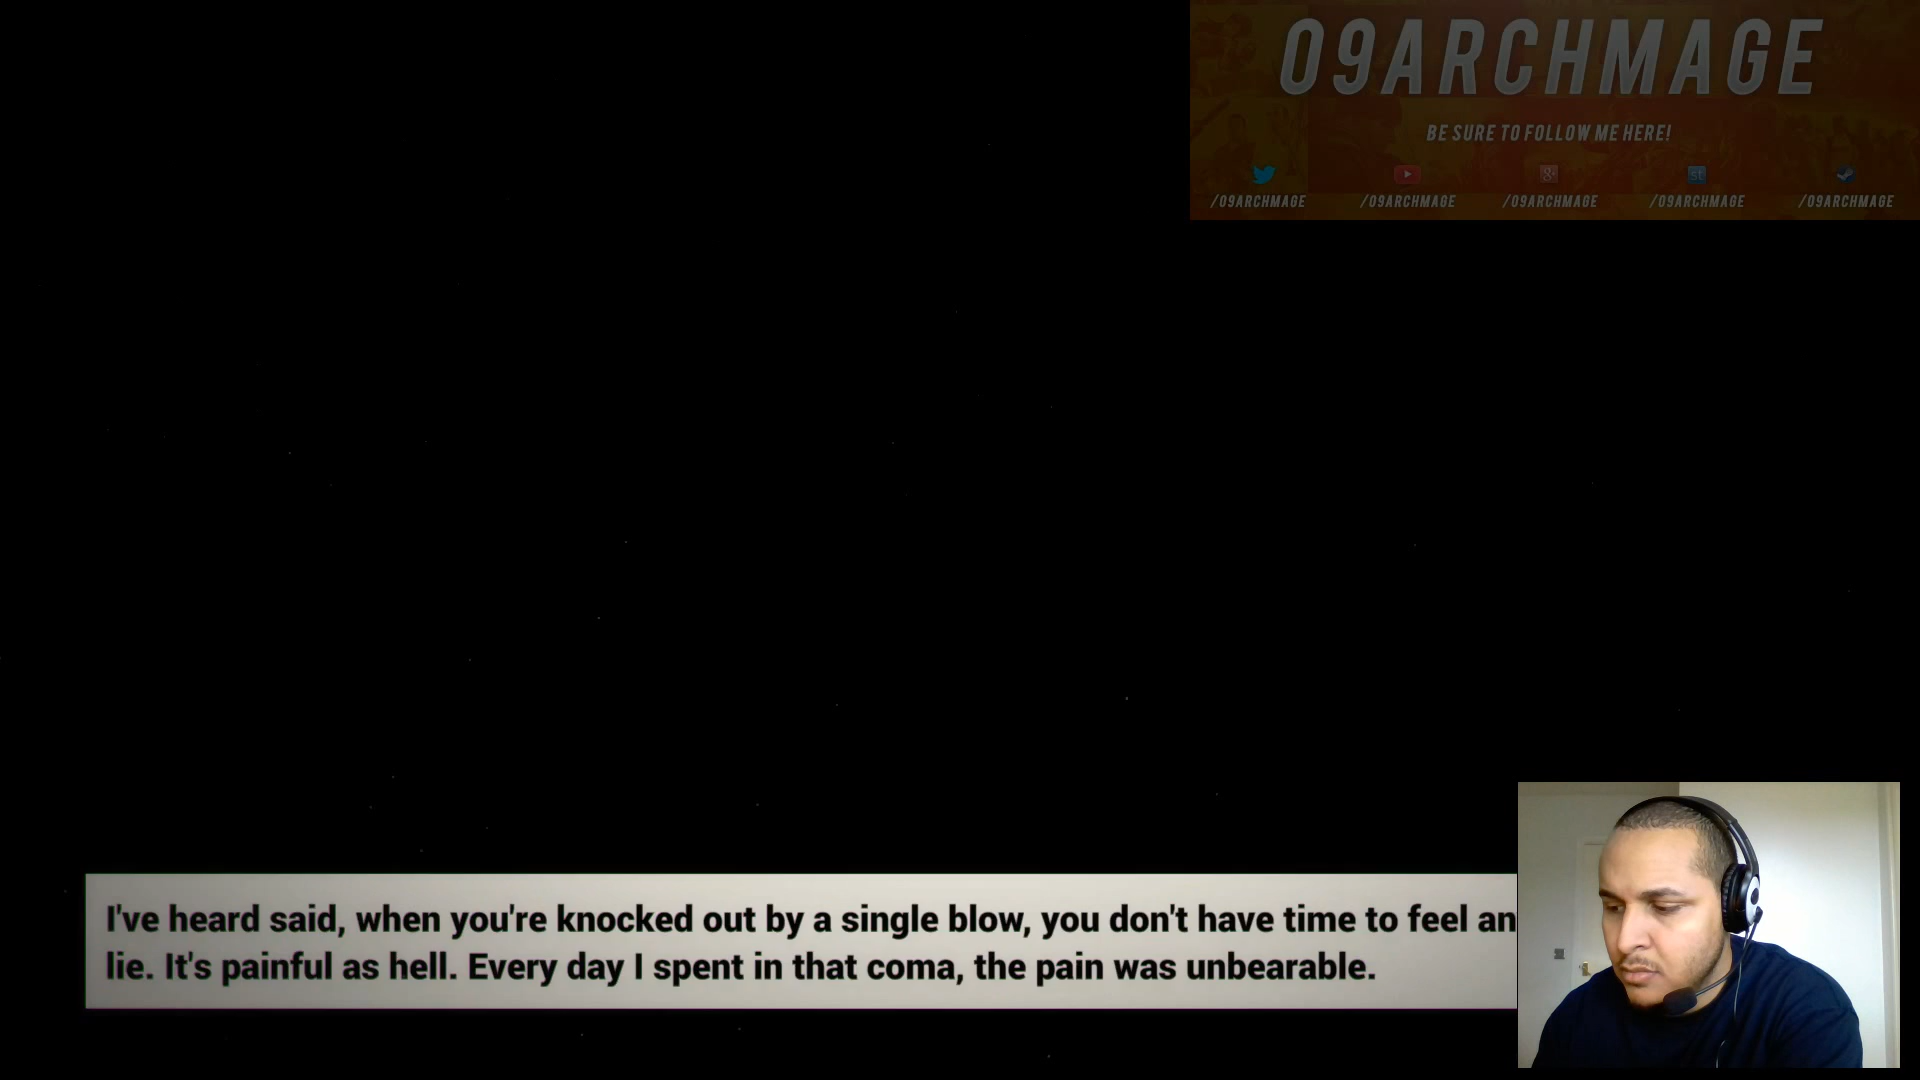 09ARCHMAGE
BE SURE TO FOLLOW ME HERE!
/09ARCHMAGE /09ARCHMAGE /09ARCHMAGE /09ARCHMAGE /09ARCHMAGE
I've heard said, when you're knocked out by a single blow, you don't have time to feel an
lie. It's painful as hell. Every day I spent in that coma, the pain was unbearable.